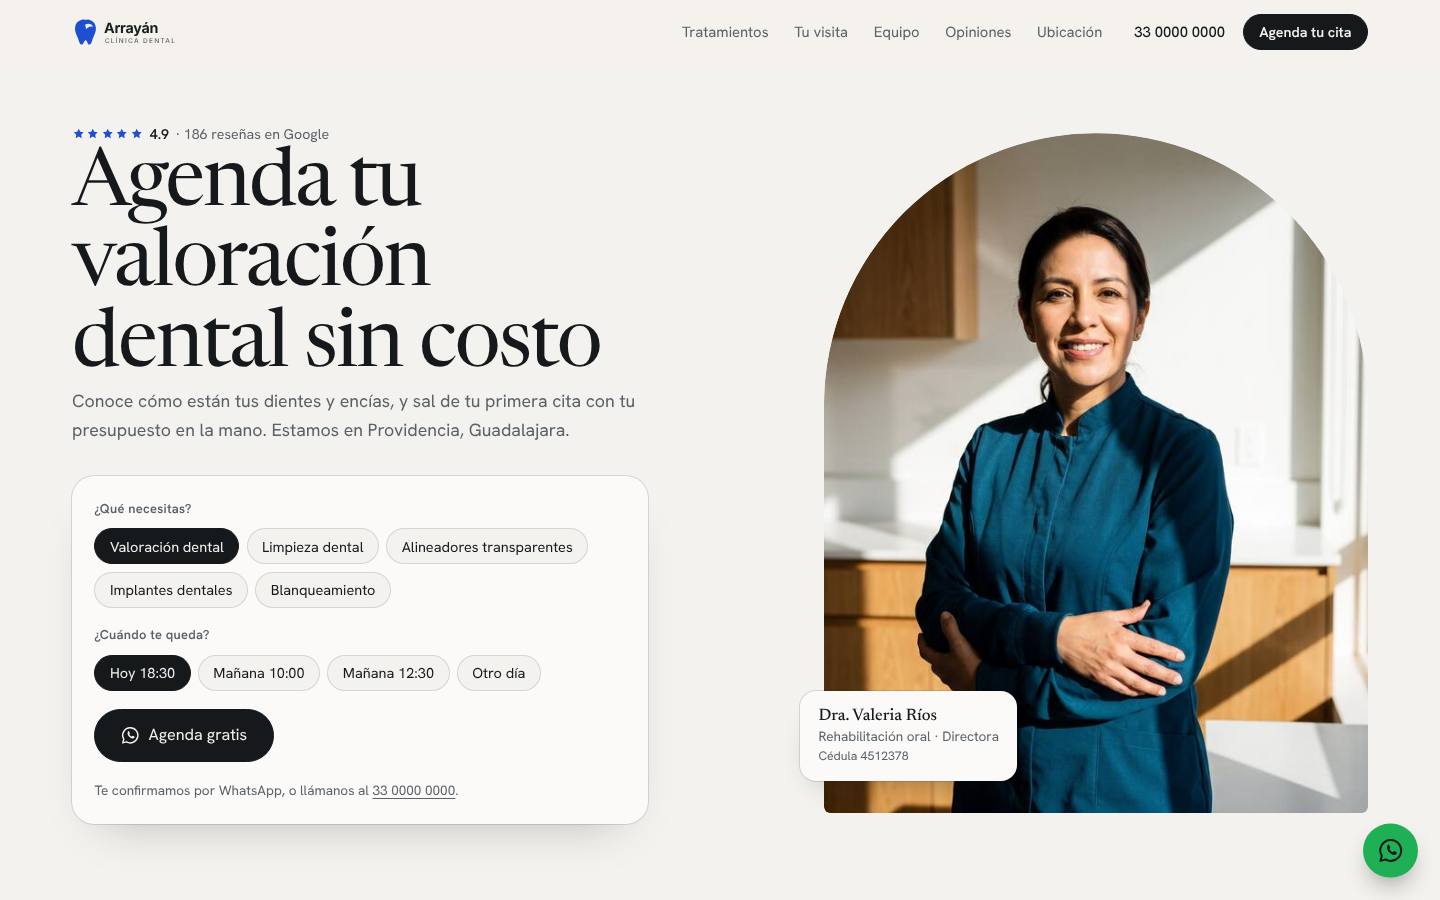 Arrayán
CLÍNICA DENTAL
Tratamientos
Tu visita
Equipo
Opiniones
Ubicación
33 0000 0000
Agenda tu cita
4.9 · 186 reseñas en Google
Agenda tu
valoración
dental sin costo
Conoce cómo están tus dientes y encías, y sal de tu primera cita con tu
presupuesto en la mano. Estamos en Providencia, Guadalajara.
¿Qué necesitas?
Valoración dental
Limpieza dental
Alineadores transparentes
Implantes dentales
Blanqueamiento
¿Cuándo te queda?
Hoy 18:30
Mañana 10:00
Mañana 12:30
Otro día
Agenda gratis
Te confirmamos por WhatsApp, o llámanos al 33 0000 0000.
Dra. Valeria Ríos
Rehabilitación oral · Directora
Cédula 4512378